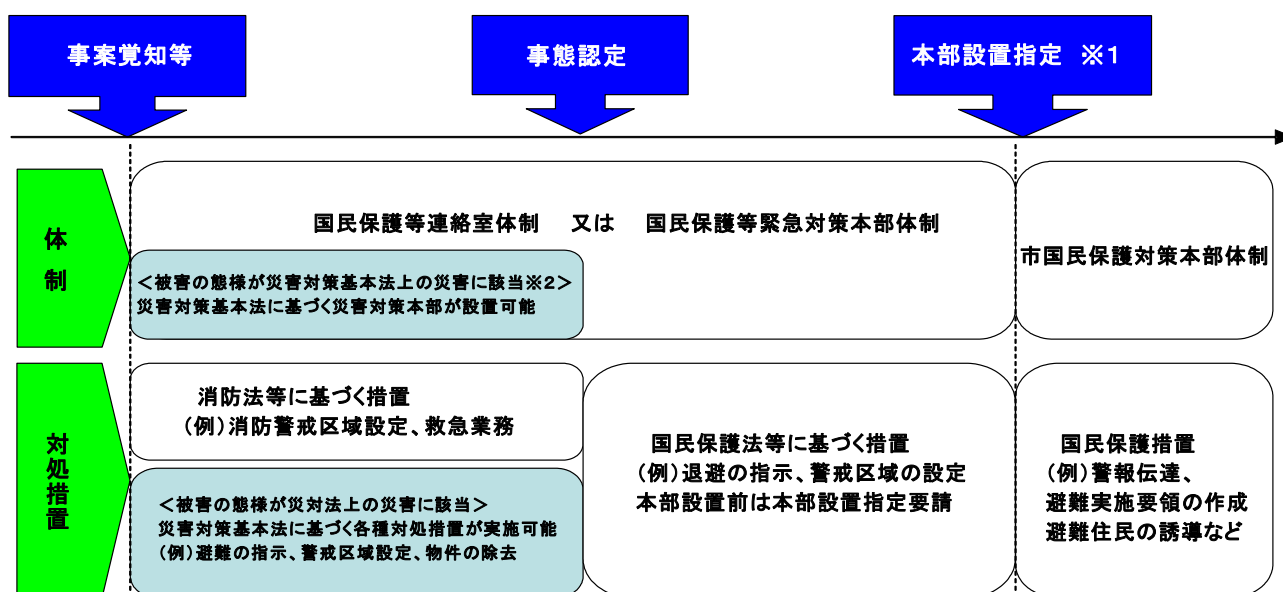 事案覚知等
事態認定
本部設置指定 ※1
体制
国民保護等連絡室体制 又は 国民保護等緊急対策本部体制
<被害の態様が災害対策基本法上の災害に該当※2>
災害対策基本法に基づく災害対策本部が設置可能
市国民保護対策本部体制
対処措置
消防法等に基づく措置
(例)消防警戒区域設定、救急業務
<被害の態様が災対法上の災害に該当>
災害対策基本法に基づく各種対処措置が実施可能
(例)避難の指示、警戒区域設定、物件の除去
国民保護法等に基づく措置
(例)退避の指示、警戒区域の設定
本部設置前は本部設置指定要請
国民保護措置
(例)警報伝達、
避難実施要領の作成
避難住民の誘導など